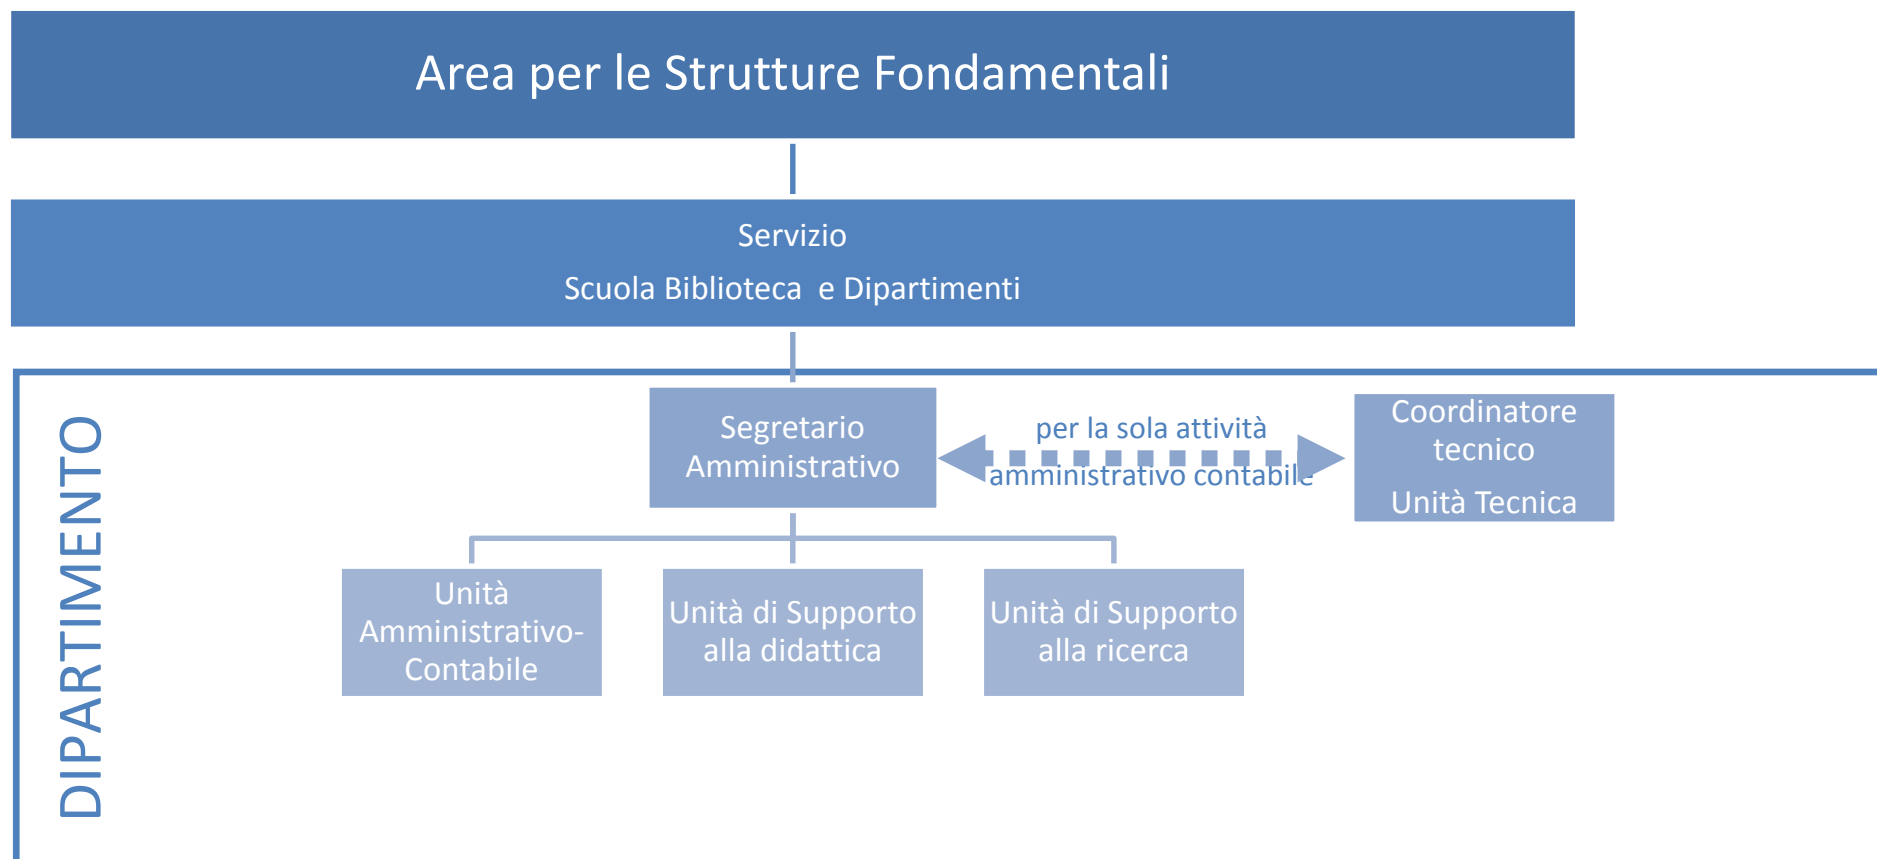 Area per le Strutture Fondamentali
Servizio
Scuola Biblioteca  e Dipartimenti
DIPARTIMENTO
Segretario
Amministrativo
per la sola attività
amministrativo contabile
Coordinatore
tecnico
Unità Tecnica
Unità
Amministrativo-
Contabile
Unità di Supporto
alla didattica
Unità di Supporto
alla ricerca